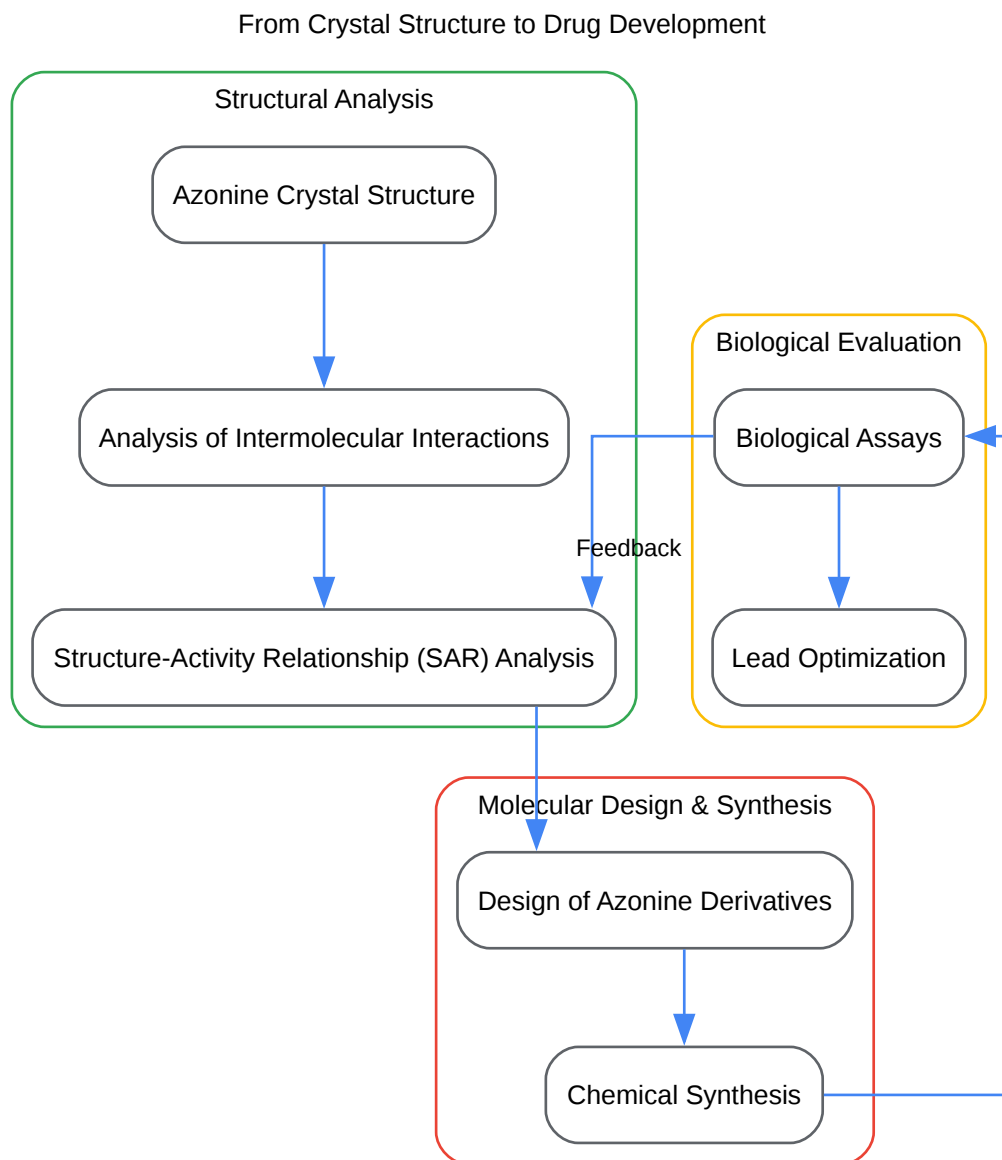 From Crystal Structure to Drug Development
Structural Analysis
Azonine Crystal Structure
Analysis of Intermolecular Interactions
Structure-Activity Relationship (SAR) Analysis
Biological Evaluation
Biological Assays
Feedback
Lead Optimization
Molecular Design & Synthesis
Design of Azonine Derivatives
Chemical Synthesis